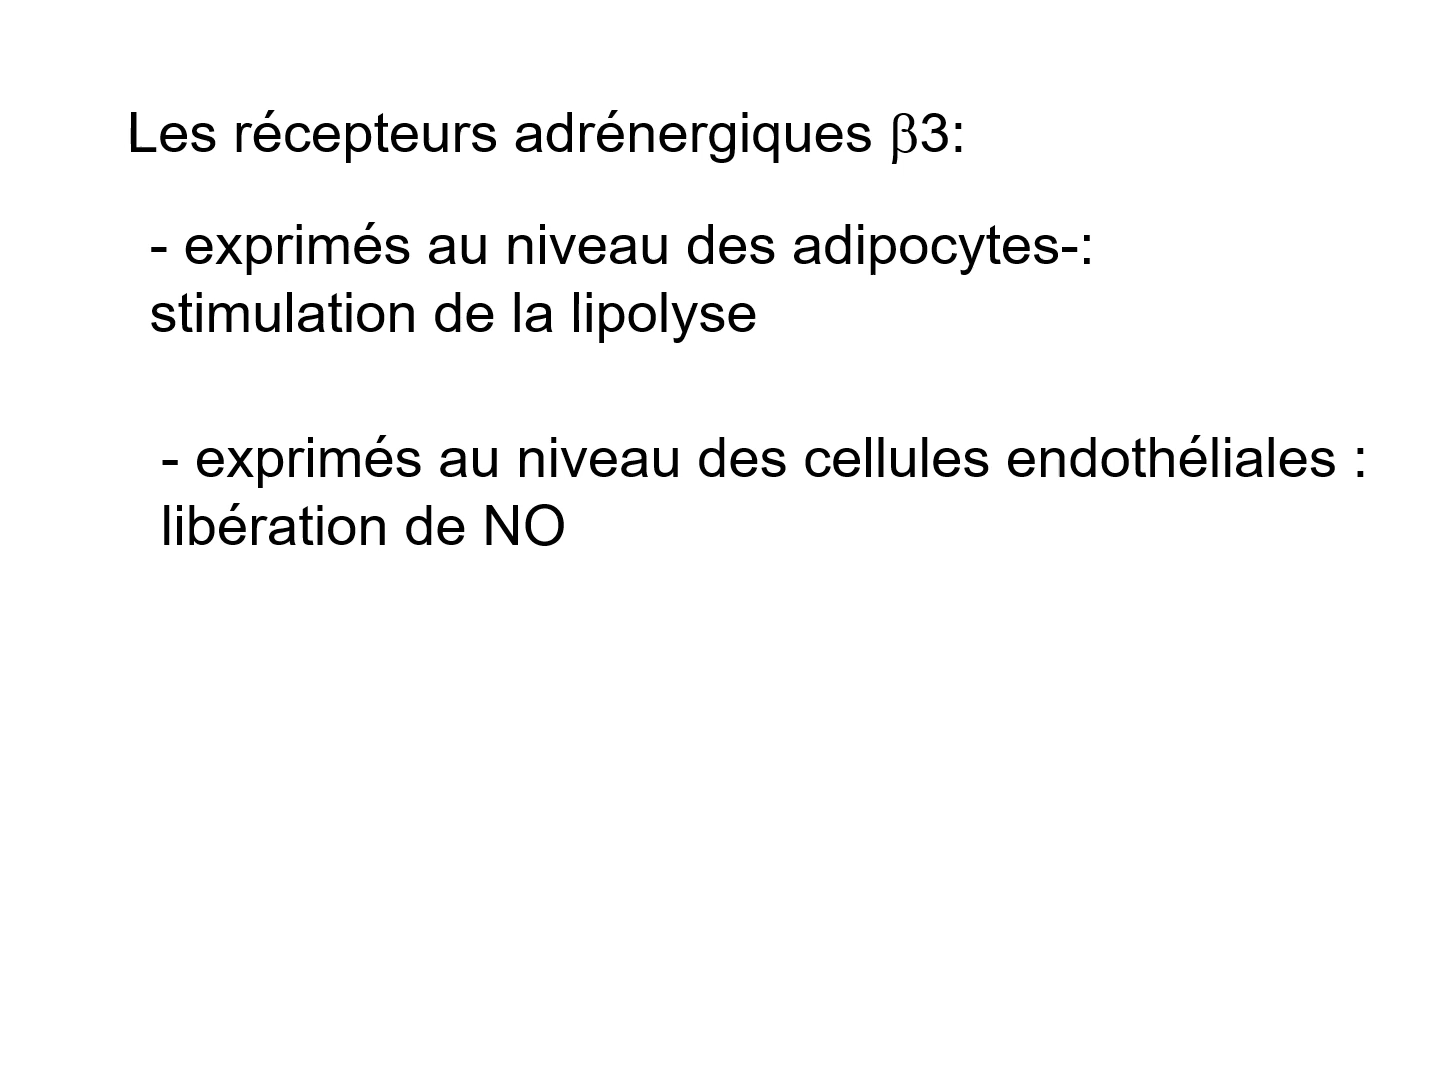 Les récepteurs adrénergiques β3:
- exprimés au niveau des adipocytes-:
stimulation de la lipolyse
- exprimés au niveau des cellules endothéliales :
libération de NO